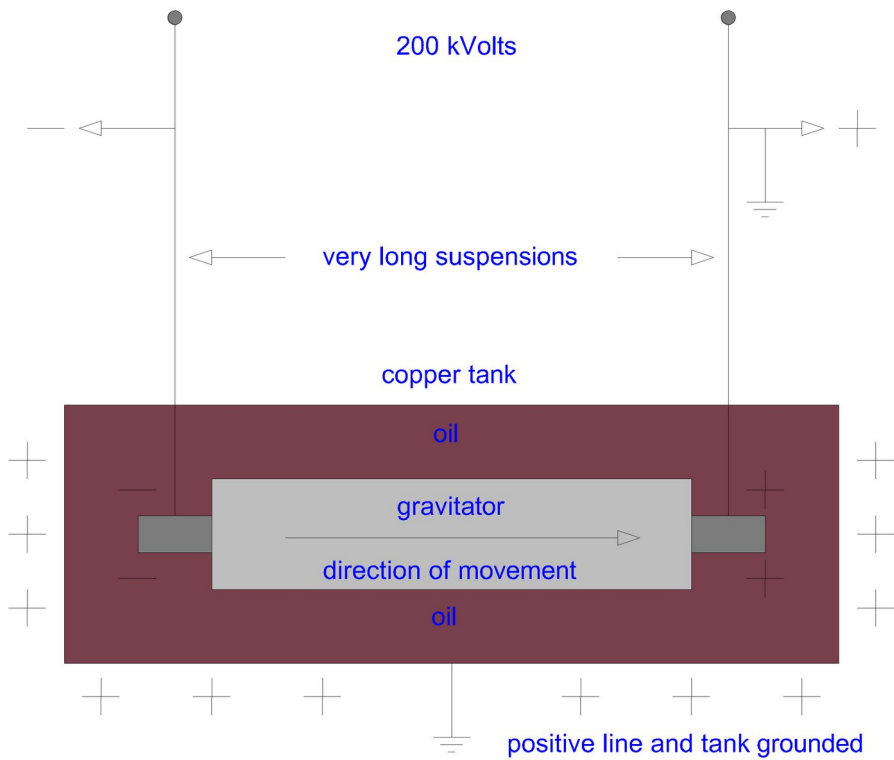 200 kVolts
very long suspensions
copper tank
oil
gravitator
direction of movement
oil
positive line and tank grounded